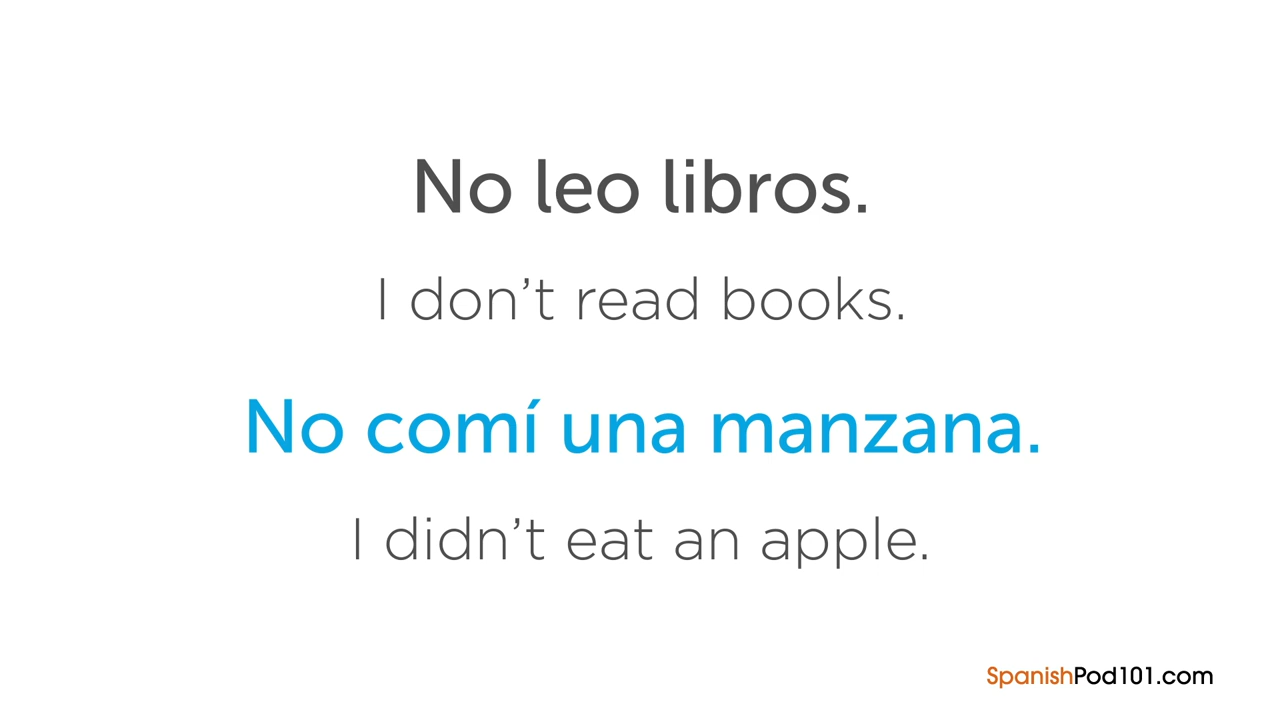 No leo libros.
I don’t read books.
No comí una manzana.
I didn’t eat an apple.
SpanishPod101.com